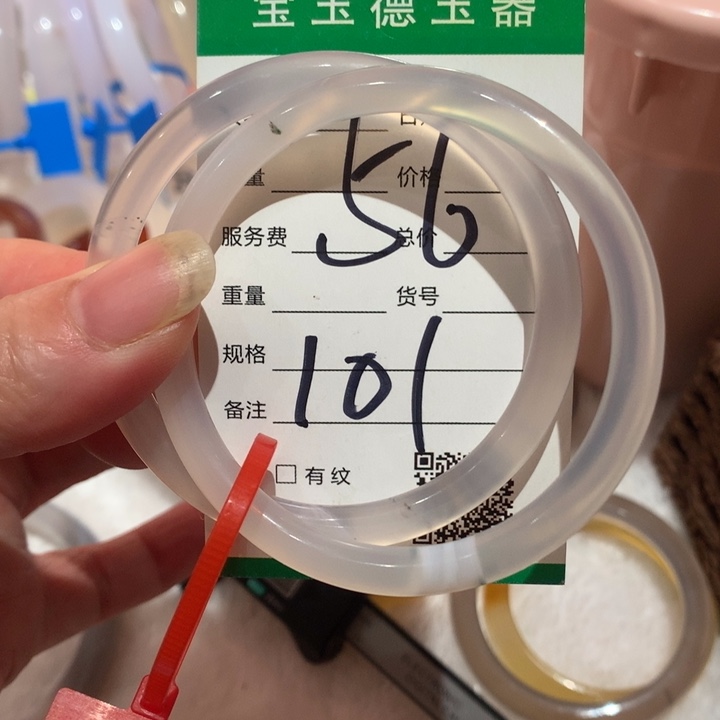 宝玉德玉器
量 价格
56
服务费 总价
重量 货号
规格
101
备注
□ 有纹